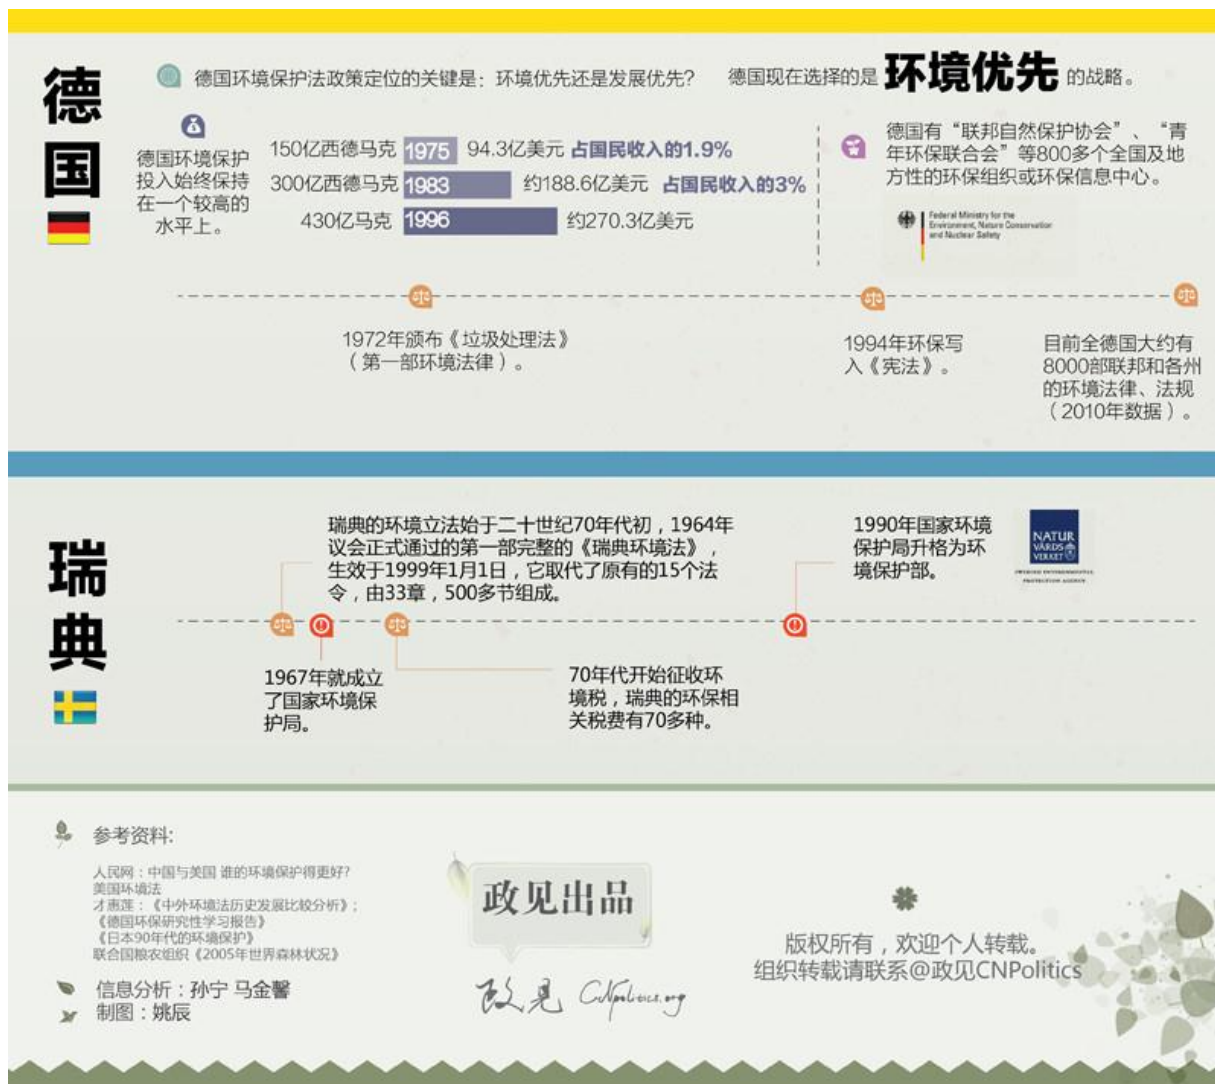 德国
德国环境保护法政策定位的关键是：环境优先还是发展优先？
德国现在选择的是 环境优先 的战略。
德国环境保护
投入始终保持
在一个较高的
水平上。
150亿西德马克 1975 94.3亿美元 占国民收入的1.9%
300亿西德马克 1983 约188.6亿美元 占国民收入的3%
430亿马克 1996 约270.3亿美元
德国有“联邦自然保护协会”、“青
年环保联合会”等800多个全国及地
方性的环保组织或环保信息中心。
Federal Ministry for the
Environment, Nature Conservation
and Nuclear Safety
1972年颁布《垃圾处理法》
（第一部环境法律）。
1994年环保写
入《宪法》。
目前全德国大约有
8000部联邦和各州
的环境法律、法规
（2010年数据）。
瑞典
瑞典的环境立法始于二十世纪70年代初，1964年
议会正式通过的第一部完整的《瑞典环境法》，
生效于1999年1月1日，它取代了原有的15个法
令，由33章，500多节组成。
1990年国家环境
保护局升格为环
境保护部。
NATUR
VÅRDS
VERKET
SWEDISH ENVIRONMENTAL
PROTECTION AGENCY
1967年就成立
了国家环境保
护局。
70年代开始征收环
境税，瑞典的环保相
关税费有70多种。
参考资料:
人民网：中国与美国 谁的环境保护得更好?
美国环境法
才惠莲：《中外环境法历史发展比较分析》；
《德国环保研究性学习报告》
《日本90年代的环境保护》
联合国粮农组织《2005年世界森林状况》
信息分析：孙宁 马金馨
制图：姚辰
政见出品
政见 CNpolitics.org
版权所有，欢迎个人转载。
组织转载请联系@政见CNPolitics